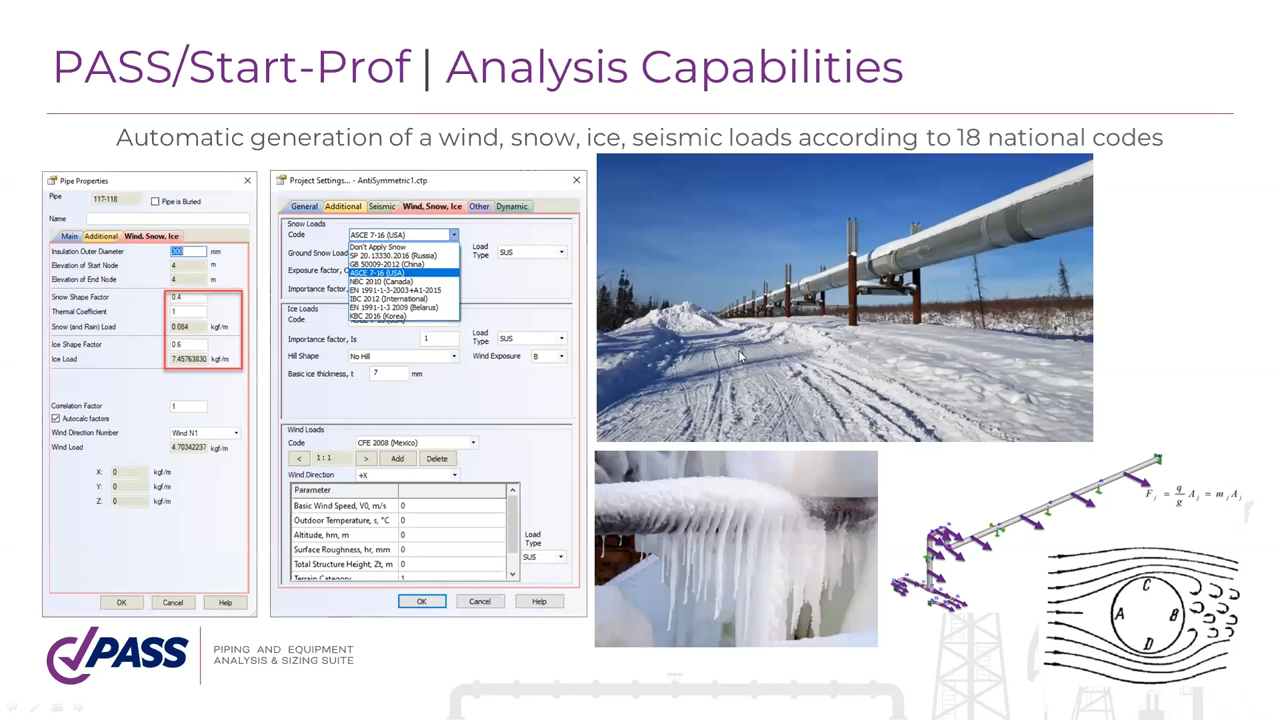 PASS/Start-Prof | Analysis Capabilities
Automatic generation of a wind, snow, ice, seismic loads according to 18 national codes
Pipe Properties
Pipe 117-118 Pipe is Buried
Name
Main Additional Wind, Snow, Ice
Insulation Outer Diameter mm
Elevation of Start Node 4 m
Elevation of End Node 4 m
Snow Shape Factor 0.4
Thermal Coefficient 1
Snow (and Rain) Load 0.084 kgf/m
Ice Shape Factor 0.6
Ice Load 7.45763830 kgf/m
Correlation Factor 1
Autocalc factors
Wind Direction Number Wind N1
Wind Load 4.70342237 kgf/m
X: 0 kgf/m
Y: 0 kgf/m
Z: 0 kgf/m
OK Cancel Help
Project Settings... - AntiSymmetric1.ctp
General Additional Seismic Wind, Snow, Ice Other Dynamic
Snow Loads
Code ASCE 7-16 (USA)
Ground Snow Load
Exposure factor, C
Importance factor,
Load Type SUS
Don't Apply Snow
SP 20.13330.2016 (Russia)
GB 50009-2012 (China)
ASCE 7-16 (USA)
NBC 2010 (Canada)
EN 1991-1-3-2003+A1-2015
IBC 2012 (International)
EN 1991-1-3 2009 (Belarus)
KBC 2016 (Korea)
Ice Loads
Code
Importance factor, Is 1
Load Type SUS
Hill Shape No Hill Wind Exposure B
Basic ice thickness, t 7 mm
Wind Loads
Code CFE 2008 (Mexico)
< 1: 1 > Add Delete
Wind Direction +X
Parameter
Basic Wind Speed, V0, m/s 0
Outdoor Temperature, s, °C 0
Altitude, hm, m 0
Surface Roughness, hr, mm 0
Total Structure Height, Zt, m 0
Terrain Category 1
Load Type SUS
OK Cancel Help
F j = q/g A j = m j A j
C
A B
D
PASS
PIPING AND EQUIPMENT
ANALYSIS & SIZING SUITE